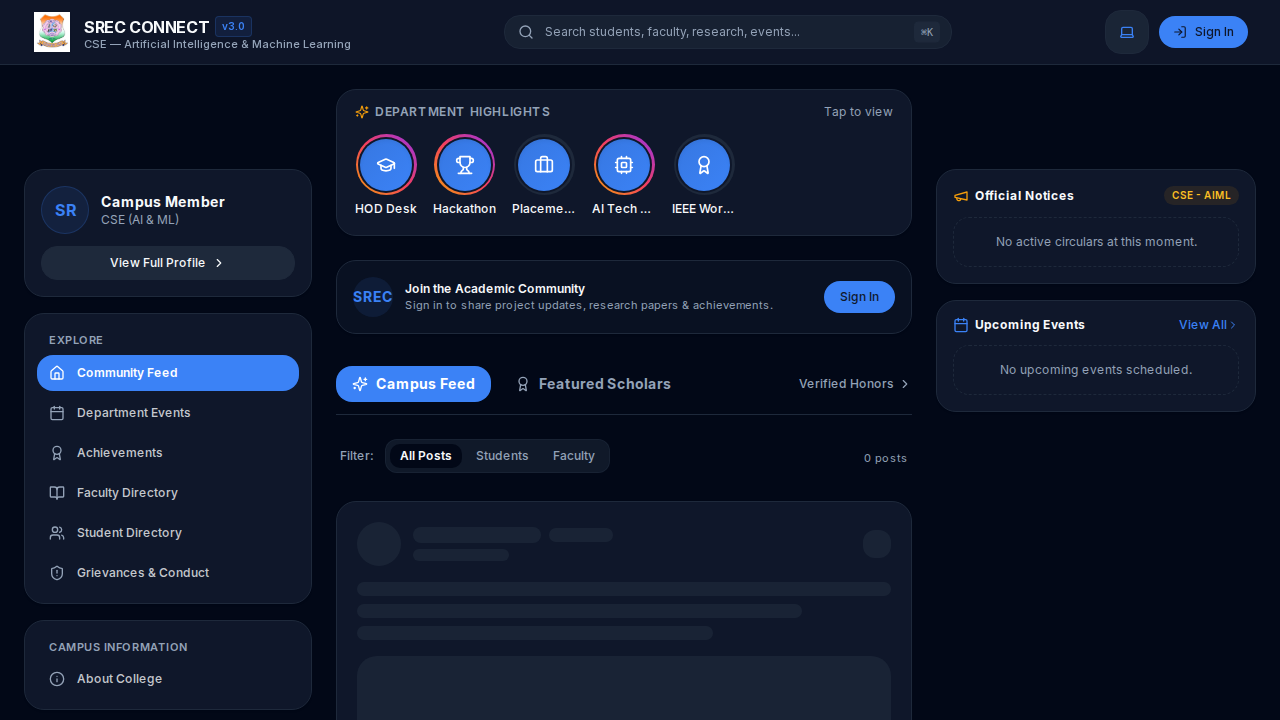 SREC CONNECT v3.0
CSE — Artificial Intelligence & Machine Learning
Search students, faculty, research, events...
⌘K
Sign In
SR
Campus Member
CSE (AI & ML)
View Full Profile
EXPLORE
Community Feed
Department Events
Achievements
Faculty Directory
Student Directory
Grievances & Conduct
CAMPUS INFORMATION
About College
DEPARTMENT HIGHLIGHTS
Tap to view
HOD Desk
Hackathon
Placeme...
AI Tech ...
IEEE Wor...
SREC
Join the Academic Community
Sign in to share project updates, research papers & achievements.
Sign In
Campus Feed
Featured Scholars
Verified Honors
Filter:
All Posts
Students
Faculty
0 posts
Official Notices
CSE - AIML
No active circulars at this moment.
Upcoming Events
View All
No upcoming events scheduled.